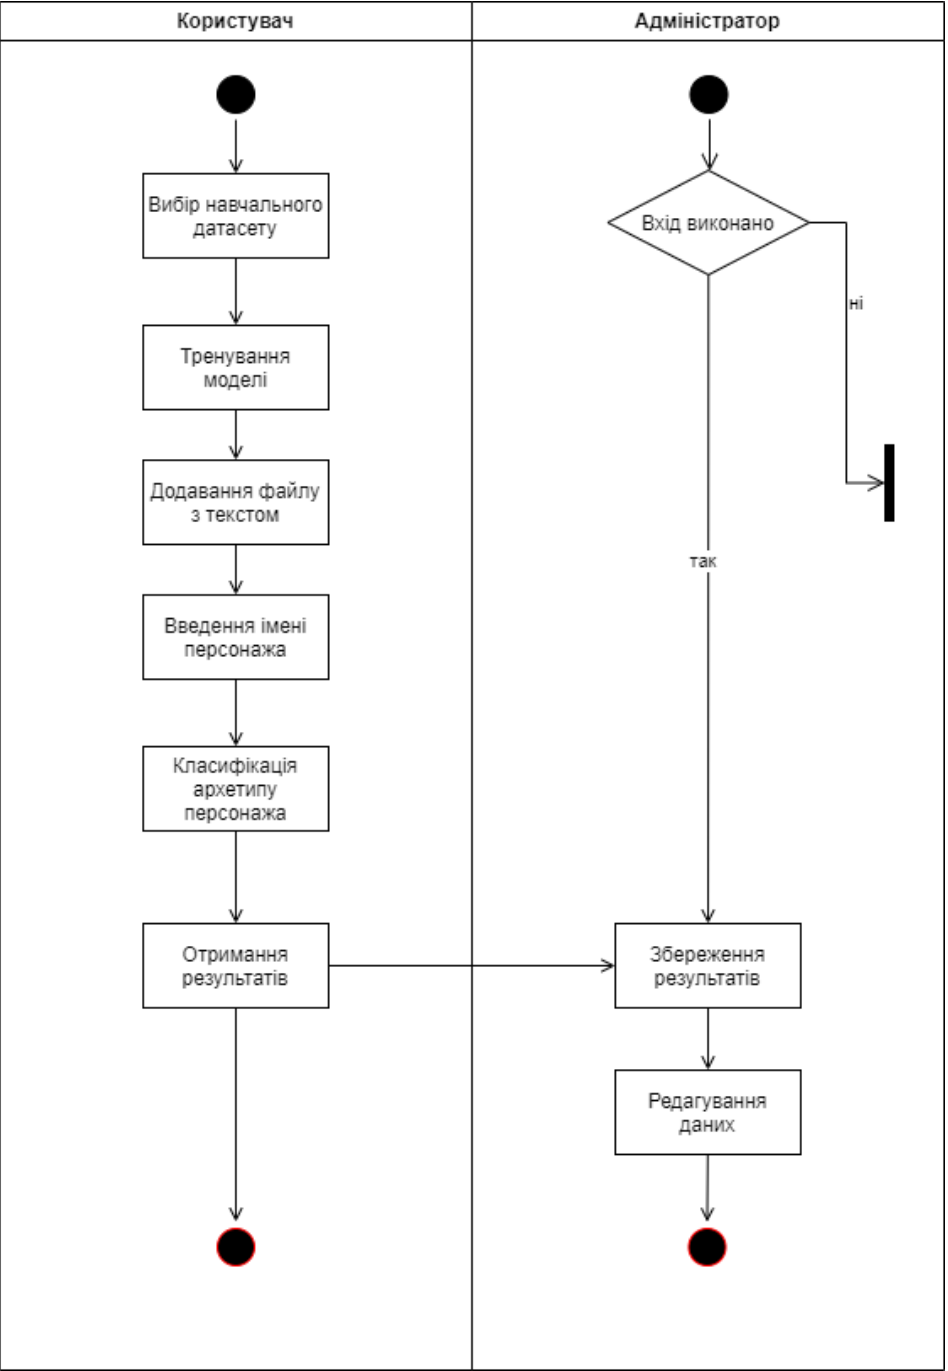 Користувач
Адміністратор
Вибір навчального
датасету
Тренування
моделі
Додавання файлу
з текстом
Введення імені
персонажа
Класифікація
архетипу
персонажа
Отримання
результатів
Вхід виконано
ні
так
Збереження
результатів
Редагування
даних